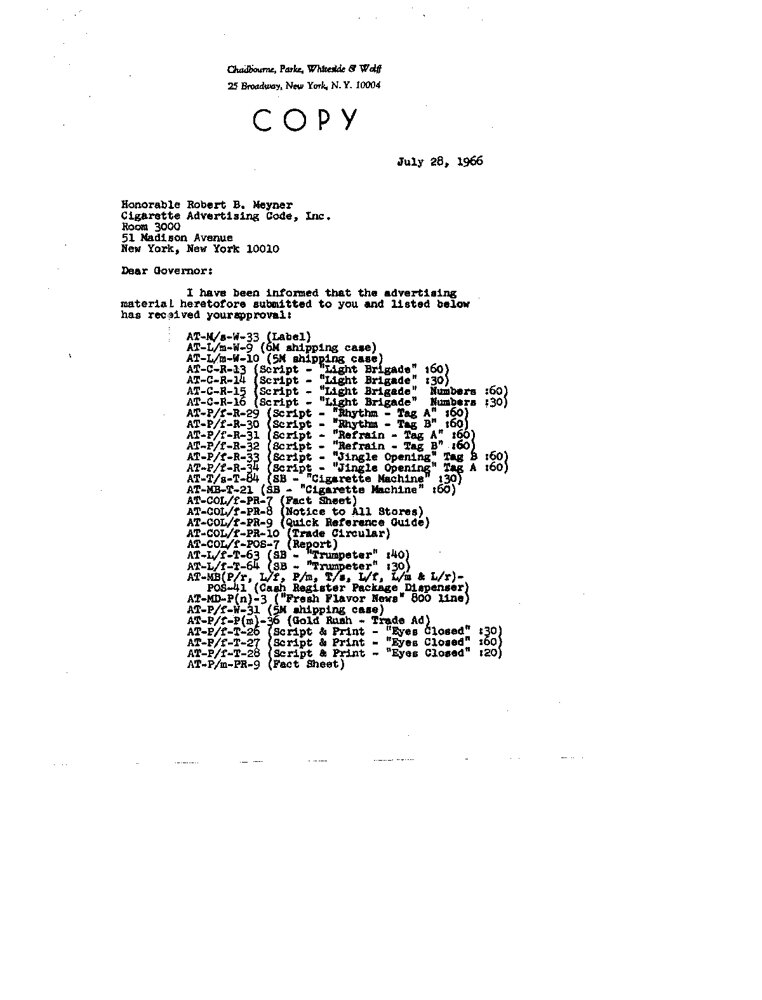 Chadbourne, Parke, Whiteside & Wolff
25 Broadway, New York, N. Y. 10004
COPY
July 28, 1966
Honorable Robert B. Meyner
Cigarette Advertising Code, Inc.
Room 3000
51 Madison Avenue
New York, New York 10010
Dear Governor:
I have been informed that the advertising
material heretofore submitted to you and listed below
has received yourapproval:
AT-M/s-W-33 (Label)
AT-L/m-W-9 (6M shipping case)
AT-L/m-W-10 (5M shipping case)
AT-C-R-13 (Script - "Light Brigade" :60)
AT-C-R-14 (Script - "Light Brigade" :30)
AT-C-R-15 (Script - "Light Brigade" Numbers :60)
AT-C-R-16 (Script - "Light Brigade" Numbers :30)
AT-P/f-R-29 (Script - "Rhythm - Tag A" :60)
AT-P/f-R-30 (Script - "Rhythm - Tag B" :60)
AT-P/f-R-31 (Script - "Refrain - Tag A" :60)
AT-P/f-R-32 (Script - "Refrain - Tag B" :60)
AT-P/f-R-33 (Script - "Jingle Opening" Tag B :60)
AT-P/f-R-34 (Script - "Jingle Opening" Tag A :60)
AT-T/s-T-84 (SB - "Cigarette Machine" :30)
AT-MB-T-21 (SB - "Cigarette Machine" :60)
AT-COL/f-PR-7 (Fact Sheet)
AT-COL/f-PR-8 (Notice to All Stores)
AT-COL/f-PR-9 (Quick Reference Guide)
AT-COL/f-PR-10 (Trade Circular)
AT-COL/f-POS-7 (Report)
AT-L/f-T-63 (SB - "Trumpeter" :40)
AT-L/f-T-64 (SB - "Trumpeter" :30)
AT-MB(P/r, L/f, P/m, T/s, L/f, L/m & L/r)-
POS-41 (Cash Register Package Dispenser)
AT-MD-P(n)-3 ("Fresh Flavor News" 800 line)
AT-P/f-W-31 (5M shipping case)
AT-P/f-P(m)-36 (Gold Rush - Trade Ad)
AT-P/f-T-26 (Script & Print - "Eyes Closed" :30)
AT-P/f-T-27 (Script & Print - "Eyes Closed" :60)
AT-P/f-T-28 (Script & Print - "Eyes Closed" :20)
AT-P/m-PR-9 (Fact Sheet)